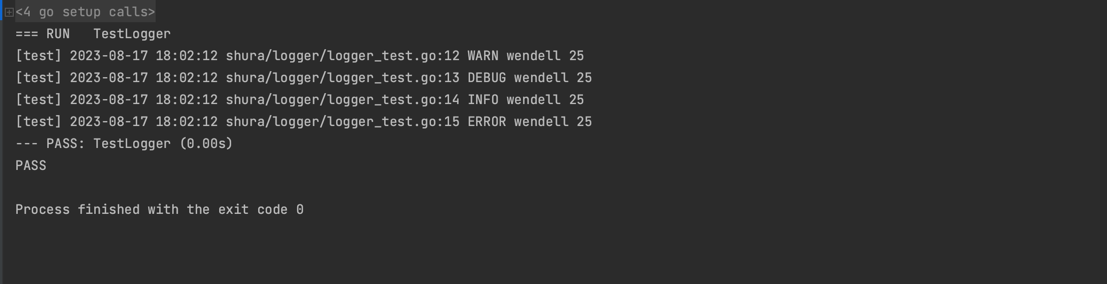 <4 go setup calls>
=== RUN   TestLogger
[test] 2023-08-17 18:02:12 shura/logger/logger_test.go:12 WARN wendell 25
[test] 2023-08-17 18:02:12 shura/logger/logger_test.go:13 DEBUG wendell 25
[test] 2023-08-17 18:02:12 shura/logger/logger_test.go:14 INFO wendell 25
[test] 2023-08-17 18:02:12 shura/logger/logger_test.go:15 ERROR wendell 25
--- PASS: TestLogger (0.00s)
PASS
Process finished with the exit code 0